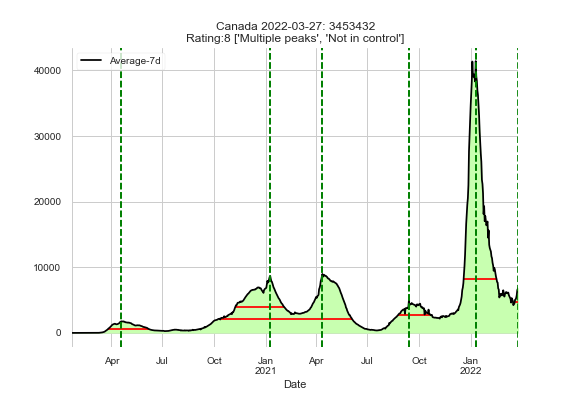 Canada 2022-03-27: 3453432
Rating:8 ['Multiple peaks', 'Not in control']
Average-7d
40000
30000
20000
10000
0
Apr Jul Oct Jan Apr Jul Oct Jan
2021 2022
Date